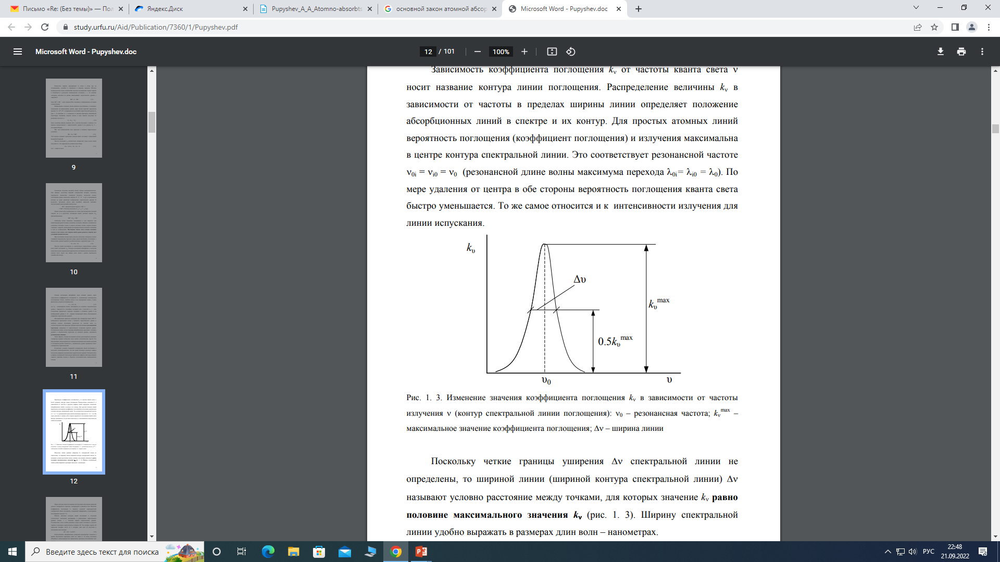 Письмо «Re: (Без темы)» — Пол
Яндекс.Диск
Pupyshev_A_A_Atomno-absorbts
основной закон атомной абсор
Microsoft Word - Pupyshev.doc
study.urfu.ru/Aid/Publication/7360/1/Pupyshev.pdf
Microsoft Word - Pupyshev.doc
12 / 101
100%
9
10
11
12
Зависимость коэффициента поглощения kν от частоты кванта света ν
носит название контура линии поглощения. Распределение величины kν в
зависимости от частоты в пределах ширины линии определяет положение
абсорбционных линий в спектре и их контур. Для простых атомных линий
вероятность поглощения (коэффициент поглощения) и излучения максимальна
в центре контура спектральной линии. Это соответствует резонансной частоте
ν0i = νi0 = ν0 (резонансной длине волны максимума перехода λ0i= λi0 = λ0). По
мере удаления от центра в обе стороны вероятность поглощения кванта света
быстро уменьшается. То же самое относится и к интенсивности излучения для
линии испускания.
kυ
Δυ
kυmax
0.5kυmax
υ0
υ
Рис. 1. 3. Изменение значения коэффициента поглощения kν в зависимости от частоты
излучения ν (контур спектральной линии поглощения): ν0 – резонансная частота; kνmax –
максимальное значение коэффициента поглощения; Δν – ширина линии
Поскольку четкие границы уширения Δν спектральной линии не
определены, то шириной линии (шириной контура спектральной линии) Δν
называют условно расстояние между точками, для которых значение kν равно
половине максимального значения kν (рис. 1. 3). Ширину спектральной
линии удобно выражать в размерах длин волн – нанометрах.
Введите здесь текст для поиска
РУС
22:48
21.09.2022